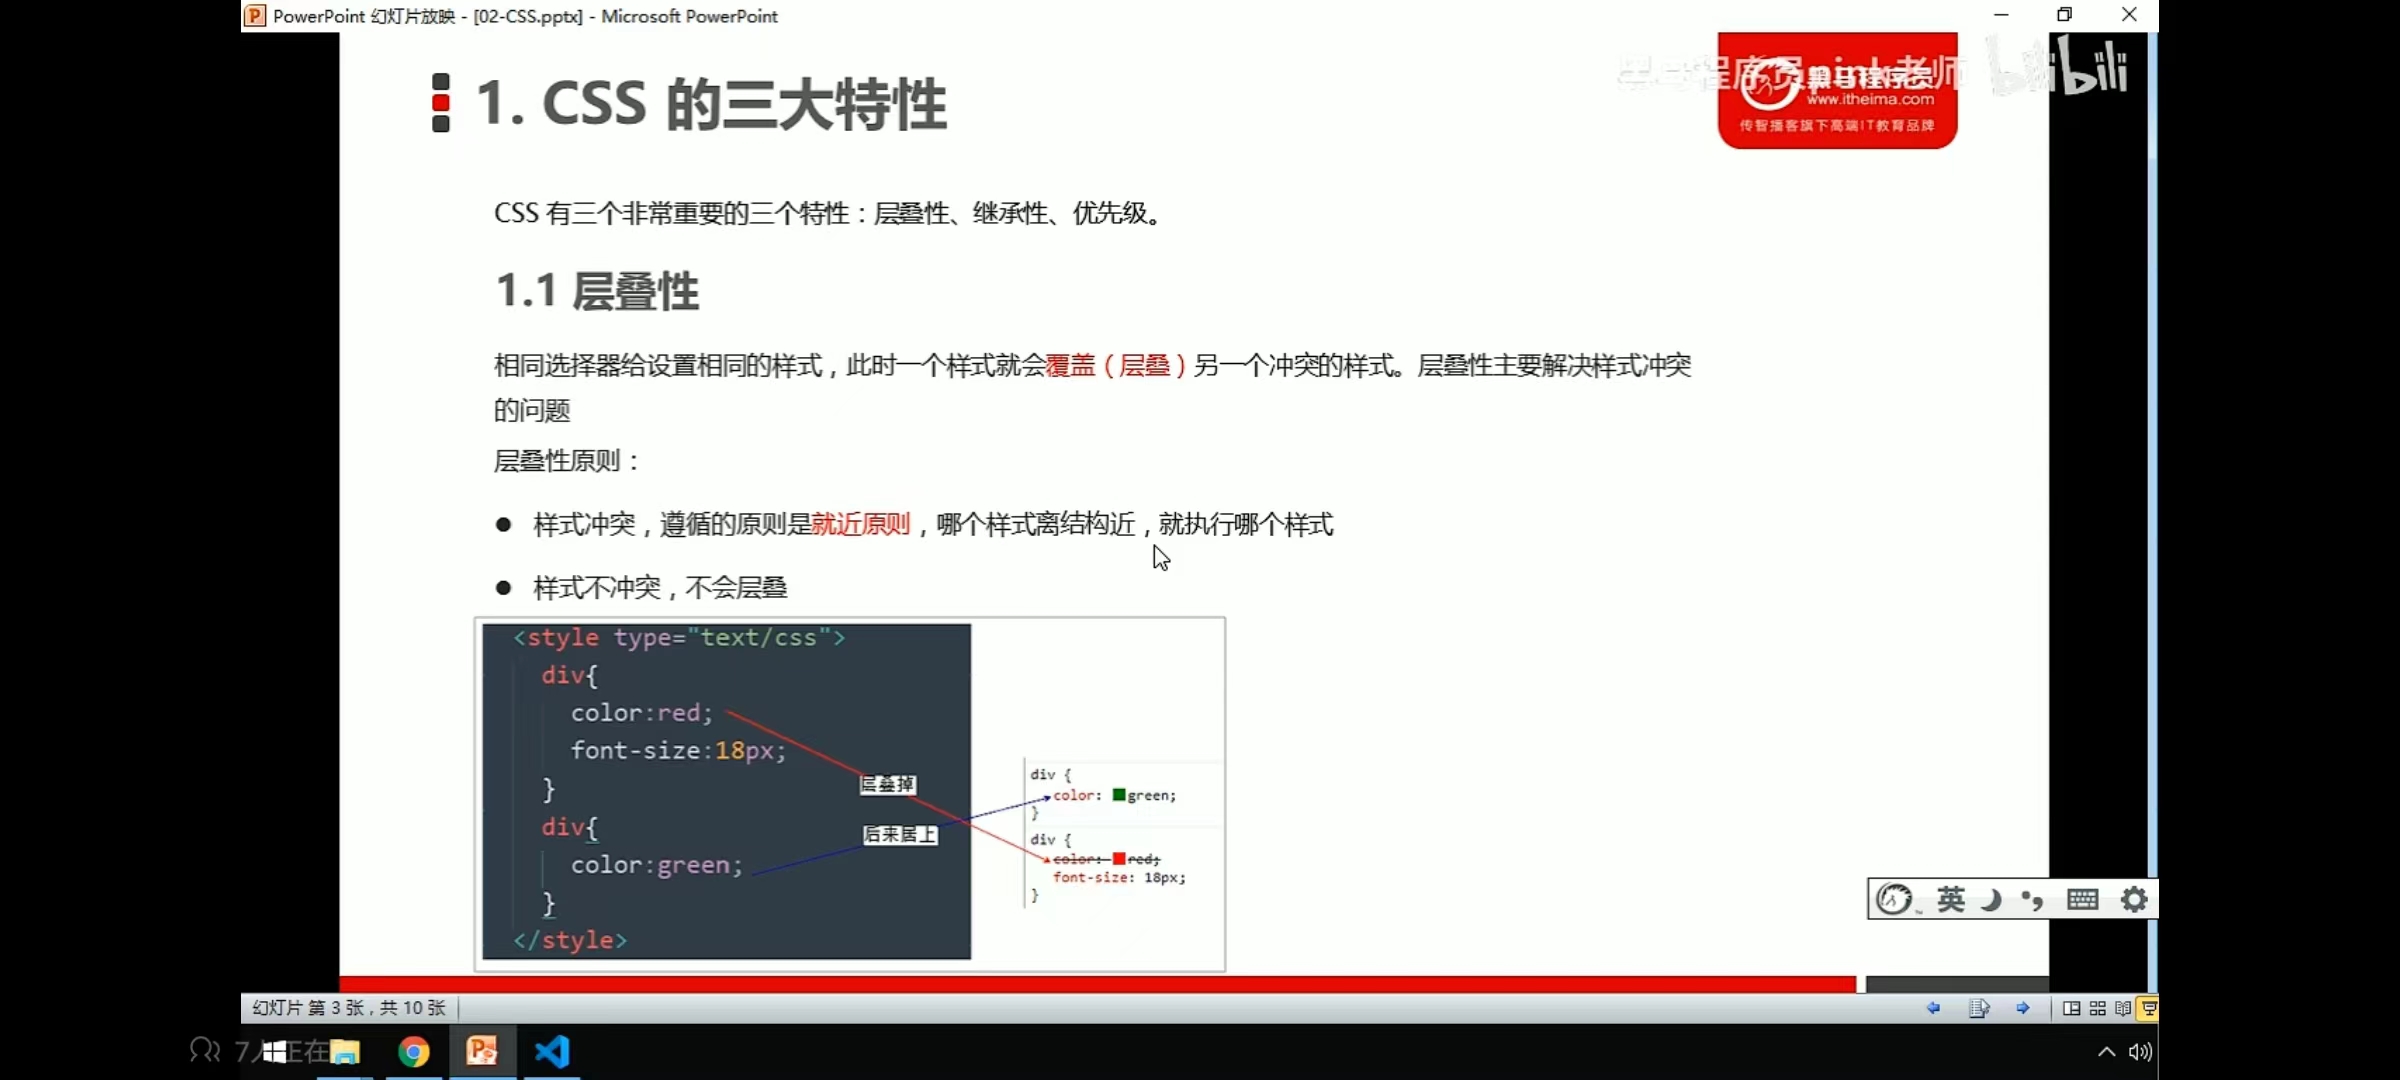 PowerPoint 幻灯片放映 - [02-CSS.pptx] - Microsoft PowerPoint
1. CSS 的三大特性
黑马程序员pink老师 bilibili
www.itheima.com
传智播客旗下高端IT教育品牌
CSS 有三个非常重要的三个特性：层叠性、继承性、优先级。
1.1 层叠性
相同选择器给设置相同的样式，此时一个样式就会覆盖（层叠）另一个冲突的样式。层叠性主要解决样式冲突
的问题
层叠性原则：
● 样式冲突，遵循的原则是就近原则，哪个样式离结构近，就执行哪个样式
● 样式不冲突，不会层叠
<style type="text/css">
div{
color:red;
font-size:18px;
}
div{
color:green;
}
</style>
层叠掉
后来居上
div {
color: green;
}
div {
color: red;
font-size: 18px;
}
英
幻灯片 第 3 张，共 10 张
7人正在